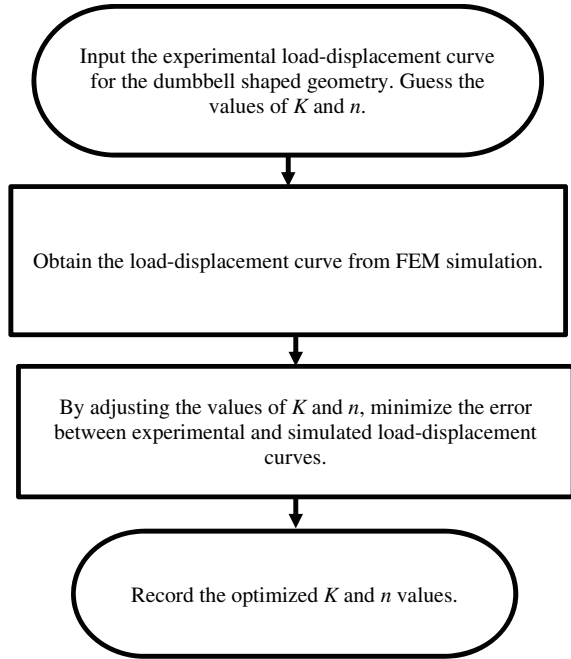 Input the experimental load-displacement curve
for the dumbbell shaped geometry. Guess the
values of K and n.
Obtain the load-displacement curve from FEM simulation.
By adjusting the values of K and n, minimize the error
between experimental and simulated load-displacement
curves.
Record the optimized K and n values.